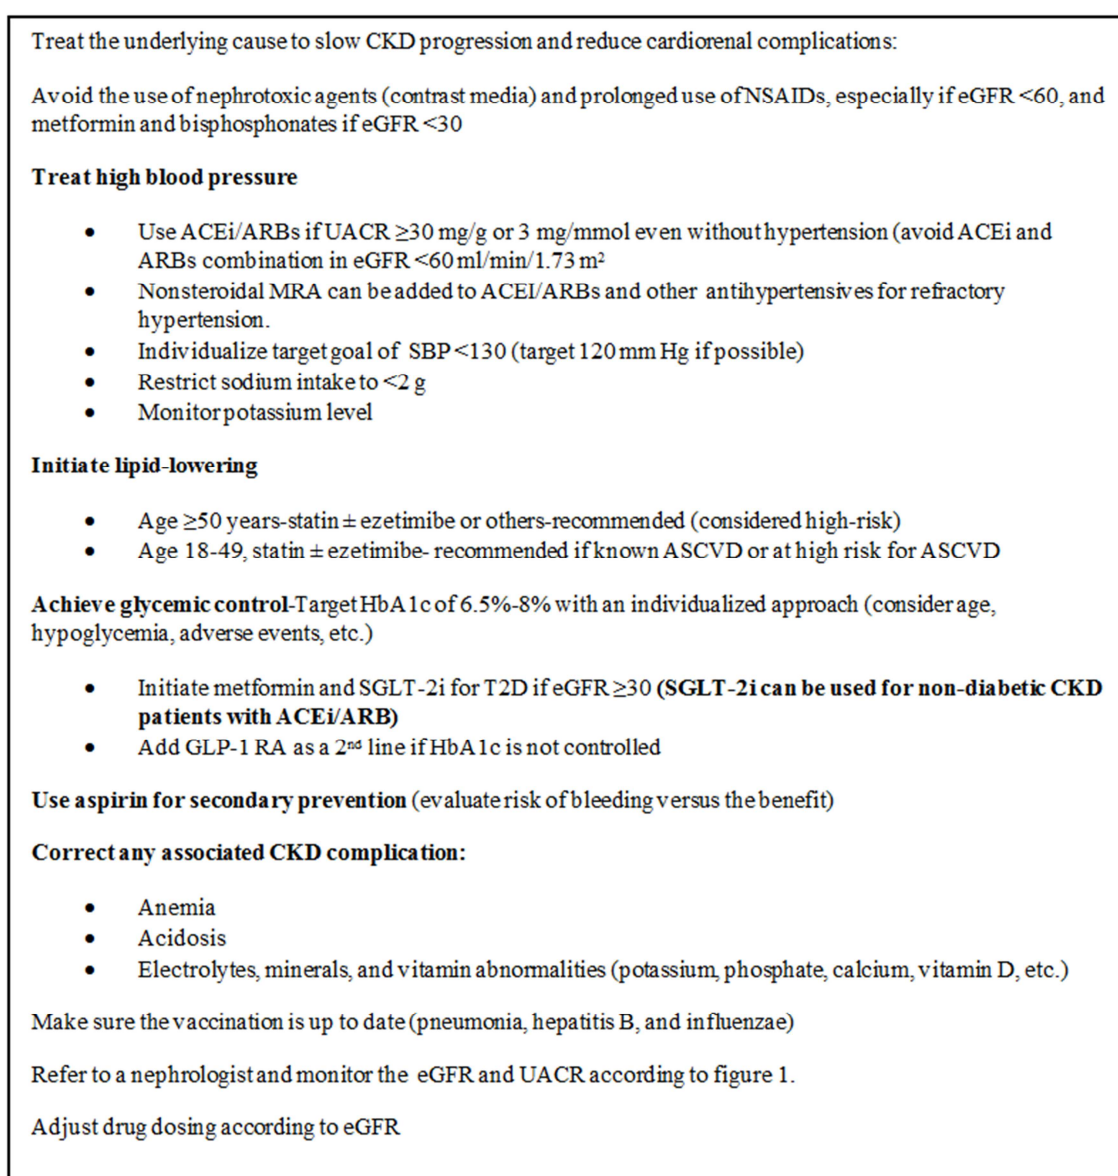 Treat the underlying cause to slow CKD progression and reduce cardiorenal complications:
Avoid the use of nephrotoxic agents (contrast media) and prolonged use of NSAIDs, especially if eGFR <60, and
metformin and bisphosphonates if eGFR <30
Treat high blood pressure
• Use ACEi/ARBs if UACR ≥30 mg/g or 3 mg/mmol even without hypertension (avoid ACEi and
ARBs combination in eGFR <60 ml/min/1.73 m²
• Nonsteroidal MRA can be added to ACEI/ARBs and other antihypertensives for refractory
hypertension.
• Individualize target goal of SBP <130 (target 120 mm Hg if possible)
• Restrict sodium intake to <2 g
• Monitor potassium level
Initiate lipid-lowering
• Age ≥50 years-statin ± ezetimibe or others-recommended (considered high-risk)
• Age 18-49, statin ± ezetimibe- recommended if known ASCVD or at high risk for ASCVD
Achieve glycemic control-Target HbA1c of 6.5%-8% with an individualized approach (consider age,
hypoglycemia, adverse events, etc.)
• Initiate metformin and SGLT-2i for T2D if eGFR ≥30 (SGLT-2i can be used for non-diabetic CKD
patients with ACEi/ARB)
• Add GLP-1 RA as a 2nd line if HbA1c is not controlled
Use aspirin for secondary prevention (evaluate risk of bleeding versus the benefit)
Correct any associated CKD complication:
• Anemia
• Acidosis
• Electrolytes, minerals, and vitamin abnormalities (potassium, phosphate, calcium, vitamin D, etc.)
Make sure the vaccination is up to date (pneumonia, hepatitis B, and influenzae)
Refer to a nephrologist and monitor the eGFR and UACR according to figure 1.
Adjust drug dosing according to eGFR